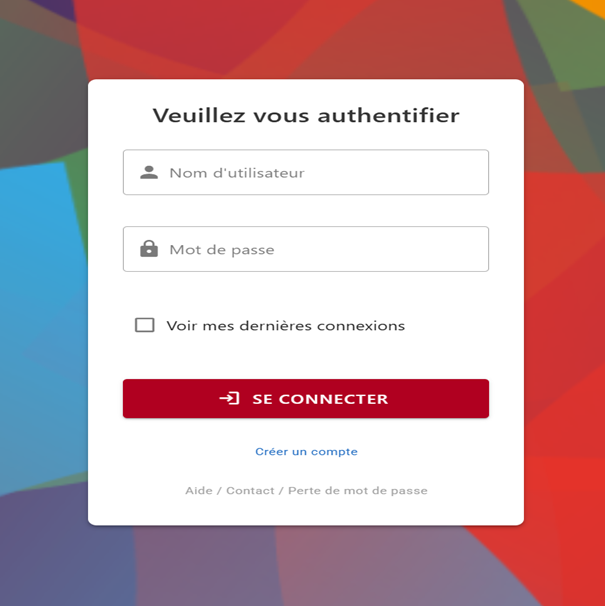 Veuillez vous authentifier
Nom d'utilisateur
Mot de passe
Voir mes dernières connexions
SE CONNECTER
Créer un compte
Aide / Contact / Perte de mot de passe